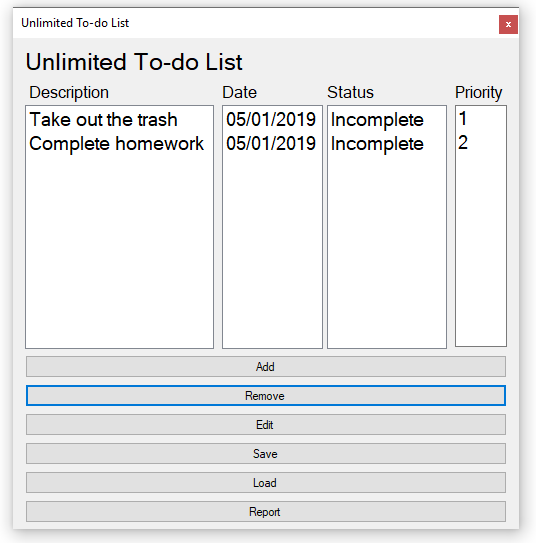 Unlimited To-do List
x
Unlimited To-do List
Description Date Status Priority
Take out the trash 05/01/2019 Incomplete 1
Complete homework 05/01/2019 Incomplete 2
Add
Remove
Edit
Save
Load
Report